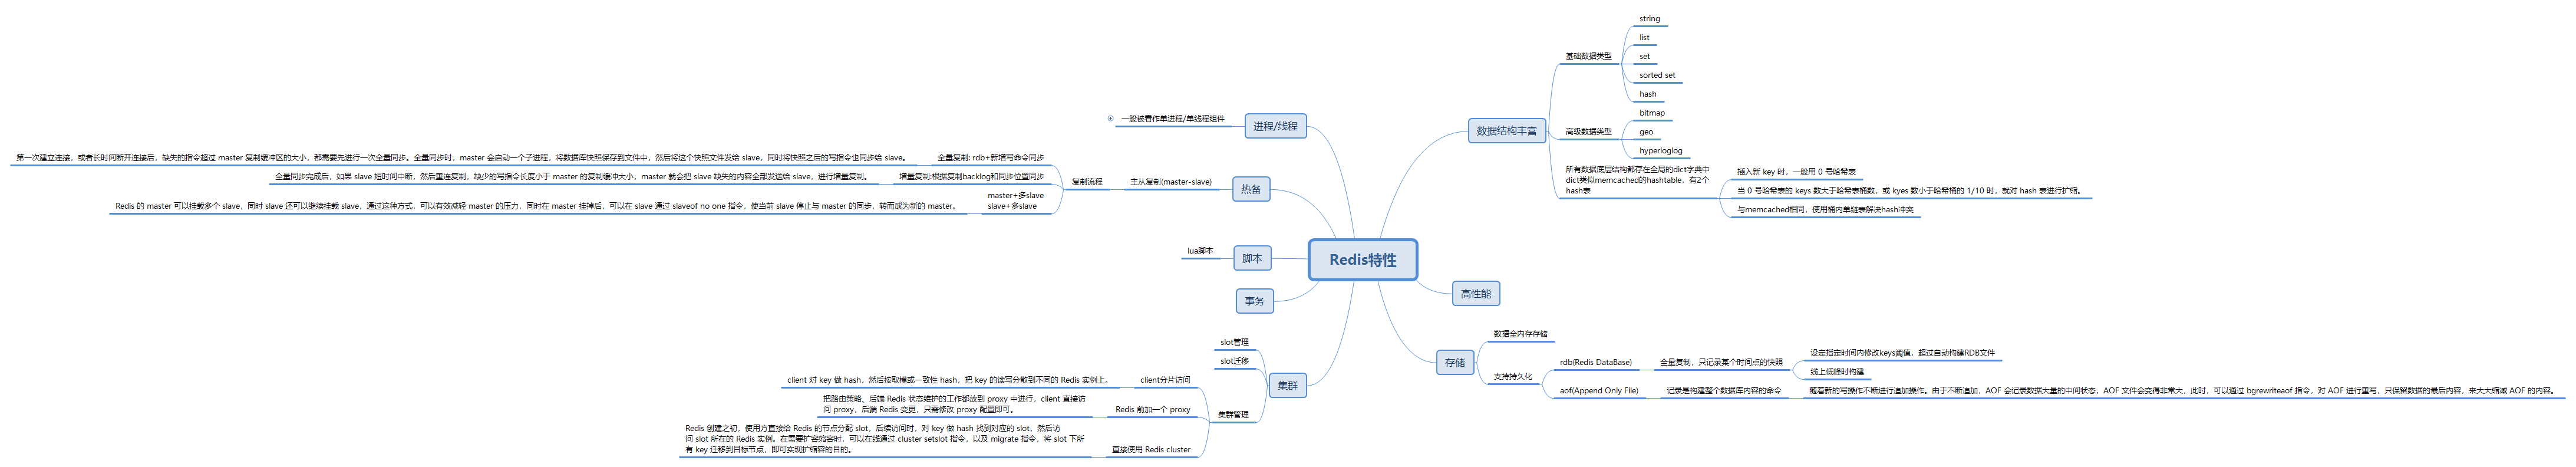 Redis特性
数据结构丰富
基础数据类型
string
list
set
sorted set
hash
高级数据类型
bitmap
geo
hyperloglog
所有数据底层结构都存在全局的dict字典中
dict类似memcached的hashtable，有2个
hash表
插入新 key 时，一般用 0 号哈希表
当 0 号哈希表的 keys 数大于哈希表桶数，或 kyes 数小于哈希桶的 1/10 时，就对 hash 表进行扩缩。
与memcached相同，使用桶内单链表解决hash冲突
高性能
存储
数据全内存存储
支持持久化
rdb(Redis DataBase)
全量复制，只记录某个时间点的快照
设定指定时间内修改keys阈值，超过自动构建RDB文件
线上低峰时构建
aof(Append Only File)
记录是构建整个数据库内容的命令
随着新的写操作不断进行追加操作。由于不断追加，AOF 会记录数据大量的中间状态，AOF 文件会变得非常大，此时，可以通过 bgrewriteaof 指令，对 AOF 进行重写，只保留数据的最后内容，来大大缩减 AOF 的内容。
进程/线程
一般被看作单进程/单线程组件
热备
主从复制(master-slave)
复制流程
全量复制: rdb+新增写命令同步
第一次建立连接，或者长时间断开连接后，缺失的指令超过 master 复制缓冲区的大小，都需要先进行一次全量同步。全量同步时，master 会启动一个子进程，将数据库快照保存到文件中，然后将这个快照文件发给 slave，同时将快照之后的写指令也同步给 slave。
增量复制:根据复制backlog和同步位置同步
全量同步完成后，如果 slave 短时间中断，然后重连复制，缺少的写指令长度小于 master 的复制缓冲大小，master 就会把 slave 缺失的内容全部发送给 slave，进行增量复制。
master+多slave
slave+多slave
Redis 的 master 可以挂载多个 slave，同时 slave 还可以继续挂载 slave，通过这种方式，可以有效减轻 master 的压力，同时在 master 挂掉后，可以在 slave 通过 slaveof no one 指令，使当前 slave 停止与 master 的同步，转而成为新的 master。
脚本
lua脚本
事务
集群
slot管理
slot迁移
集群管理
client分片访问
client 对 key 做 hash，然后按取模或一致性 hash，把 key 的读写分散到不同的 Redis 实例上。
Redis 前加一个 proxy
把路由策略、后端 Redis 状态维护的工作都放到 proxy 中进行，client 直接访
问 proxy，后端 Redis 变更，只需修改 proxy 配置即可。
直接使用 Redis cluster
Redis 创建之初，使用方直接给 Redis 的节点分配 slot，后续访问时，对 key 做 hash 找到对应的 slot，然后访
问 slot 所在的 Redis 实例。在需要扩容缩容时，可以在线通过 cluster setslot 指令，以及 migrate 指令，将 slot 下所
有 key 迁移到目标节点，即可实现扩缩容的目的。